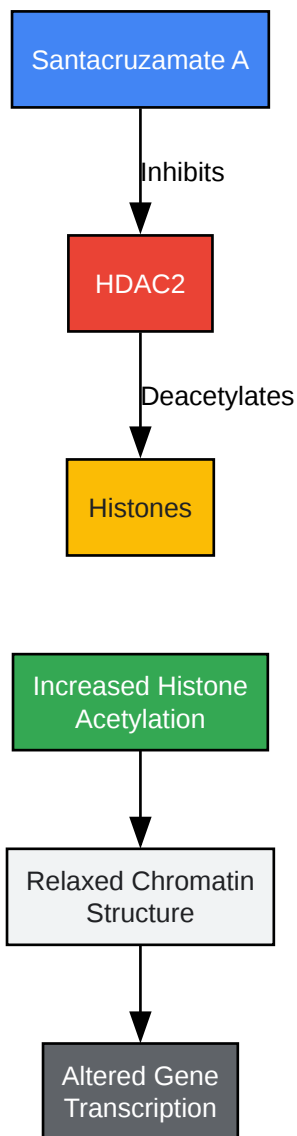 Santacruzamate A
Inhibits
HDAC2
Deacetylates
Histones
Increased Histone
Acetylation
Relaxed Chromatin
Structure
Altered Gene
Transcription